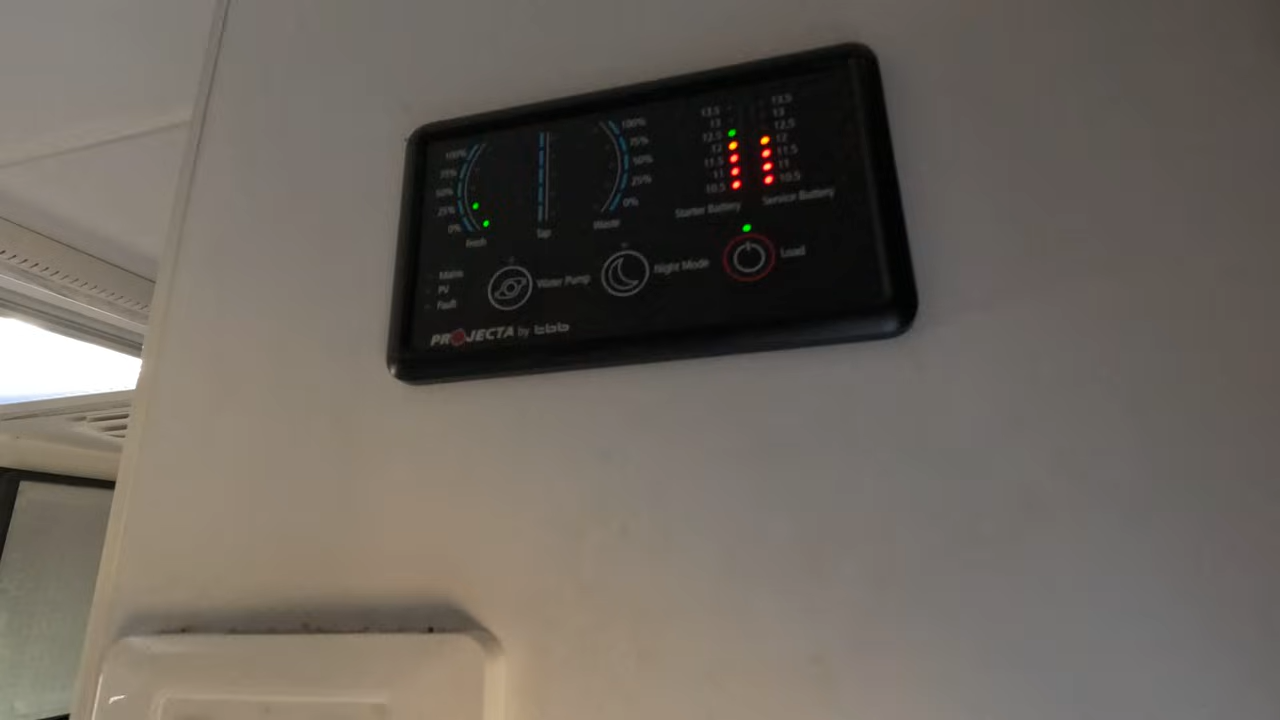 100%
75%
50%
25%
0%
Fresh
Tap
100%
75%
50%
25%
0%
Waste
13.5
13
12.5
12
11.5
11
10.5
Starter Battery
13.5
13
12.5
12
11.5
11
10.5
Service Battery
Mains
PV
Fault
Water Pump
Night Mode
Load
PROJECTA by bbb